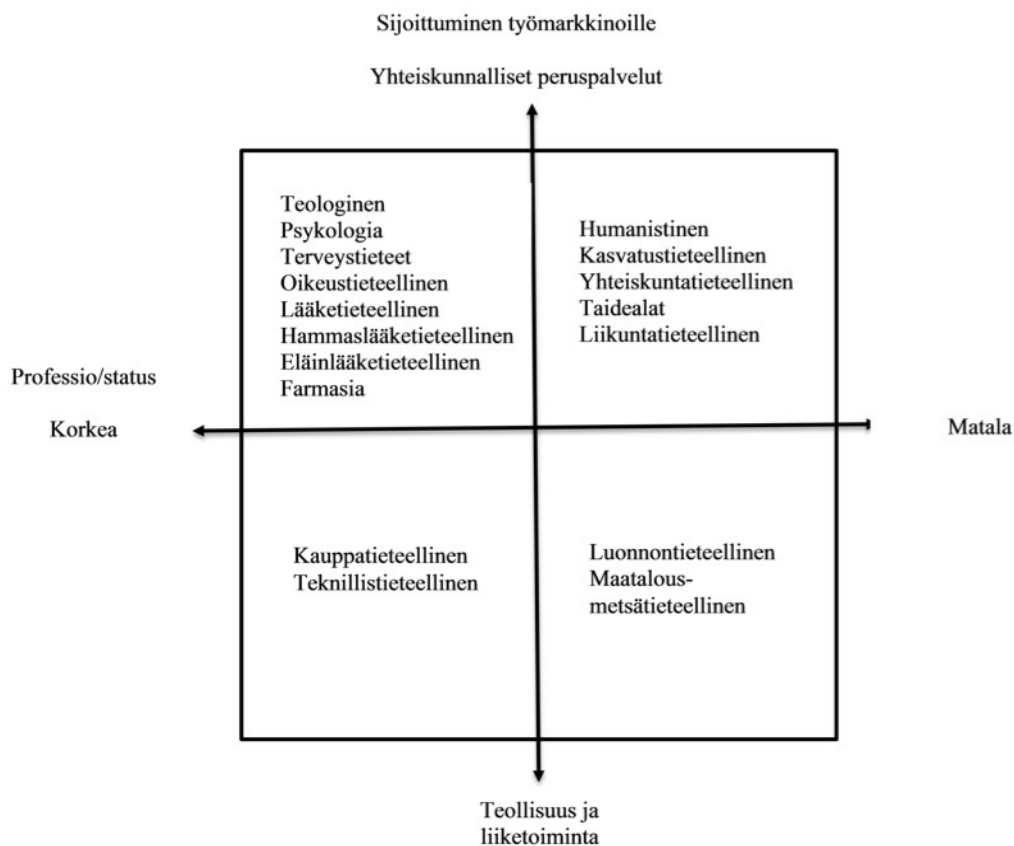 Sijoittuminen työmarkkinoille
Yhteiskunnalliset peruspalvelut
Teologinen
Psykologia
Terveystieteet
Oikeustieteellinen
Lääketieteellinen
Hammaslääketieteellinen
Eläinlääketieteellinen
Farmasia
Humanistinen
Kasvatustieteellinen
Yhteiskuntatieteellinen
Taidealat
Liikuntatieteellinen
Professio/status
Korkea
Matala
Kauppatieteellinen
Teknillistieteellinen
Luonnontieteellinen
Maatalous-
metsätieteellinen
Teollisuus ja
liiketoiminta